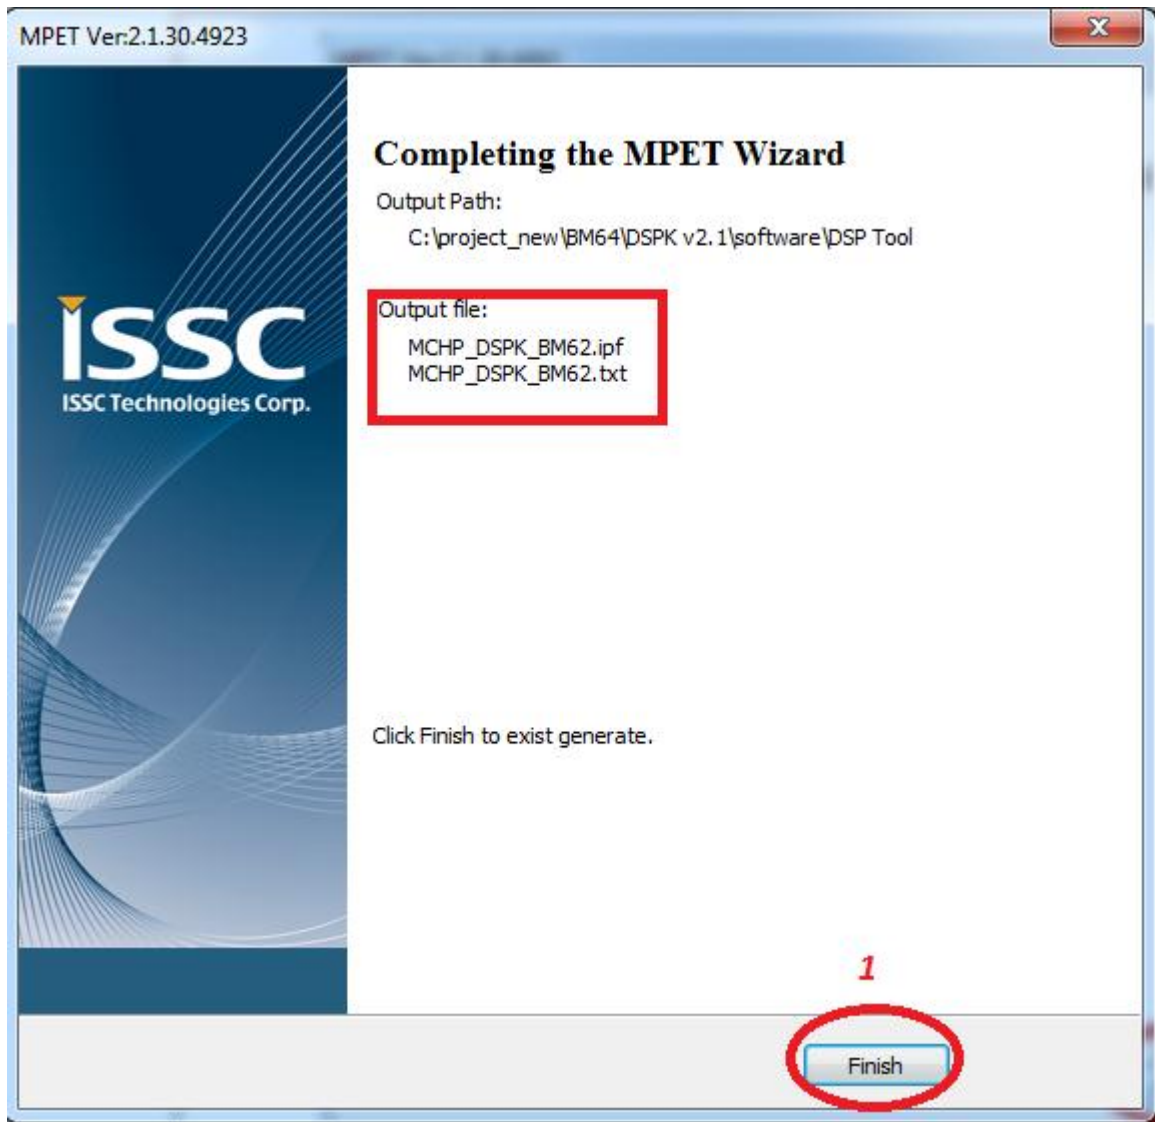 MPET Ver:2.1.30.4923
x
Completing the MPET Wizard
Output Path:
C:\project_new\BM64\DSPK v2.1\software\DSP Tool
Output file:
MCHP_DSPK_BM62.ipf
MCHP_DSPK_BM62.txt
ISSC
ISSC Technologies Corp.
Click Finish to exist generate.
1
Finish